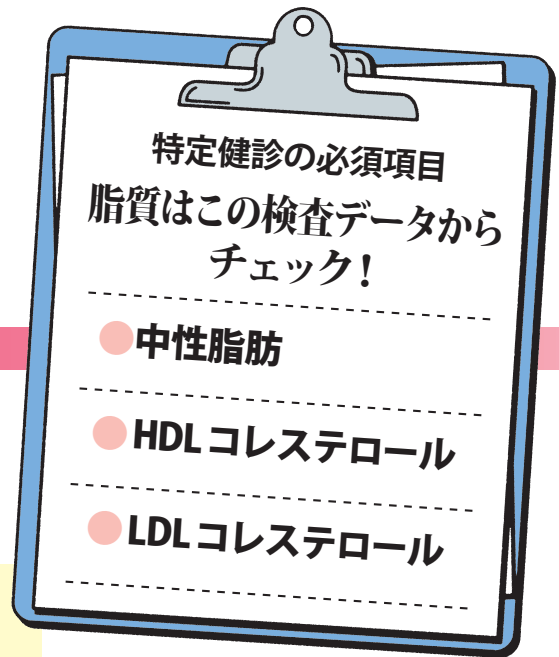 特定健診の必須項目
脂質はこの検査データから
チェック！
●中性脂肪
●HDLコレステロール
●LDLコレステロール